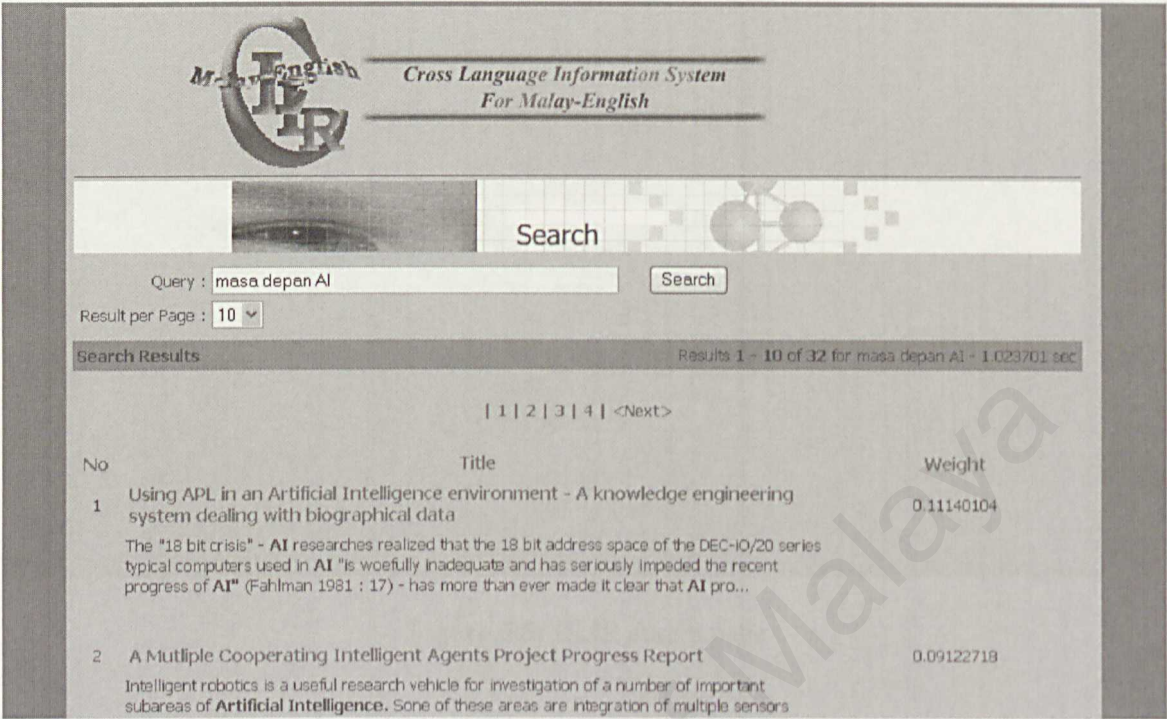 Malay English
CLIR
Cross Language Information System
For Malay-English
Search
Query : masa depan AI Search
Result per Page : 10
Search Results Results 1 - 10 of 32 for masa depan AI - 1.023701 sec
| 1 | 2 | 3 | 4 | <Next>
No Title Weight
1 Using APL in an Artificial Intelligence environment - A knowledge engineering
system dealing with biographical data 0.11140104
The "18 bit crisis" - AI researches realized that the 18 bit address space of the DEC-iO/20 series
typical computers used in AI "is woefully inadequate and has seriously impeded the recent
progress of AI" (Fahlman 1981 : 17) - has more than ever made it clear that AI pro...
2 A Mutliple Cooperating Intelligent Agents Project Progress Report 0.09122718
Intelligent robotics is a useful research vehicle for investigation of a number of important
subareas of Artificial Intelligence. Sone of these areas are integration of multiple sensors
Malaya